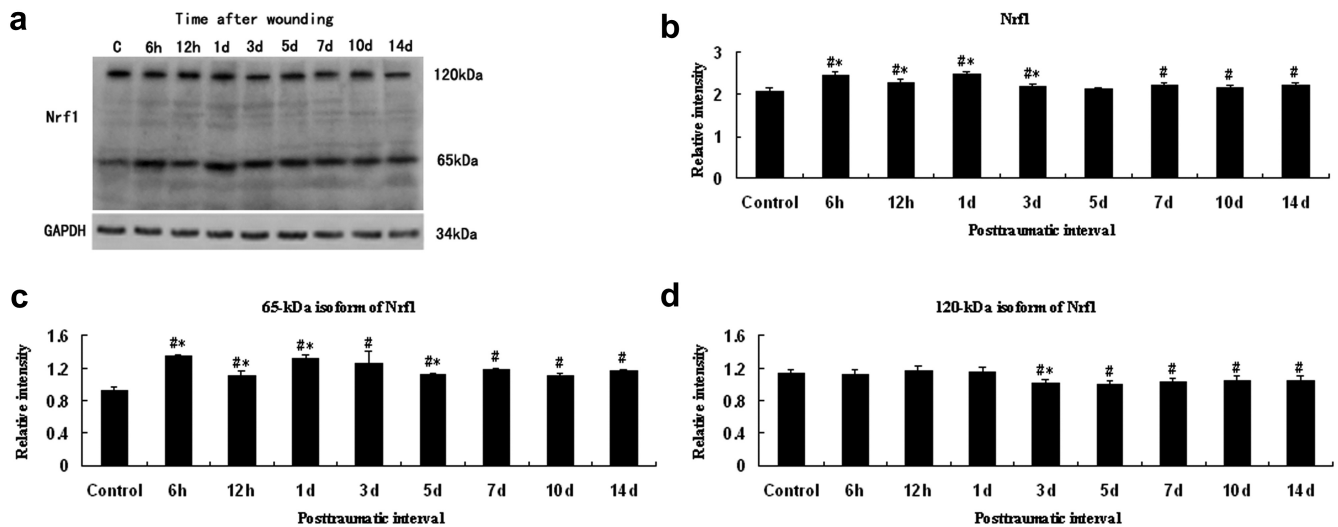 a
Time after wounding
C 6h 12h 1d 3d 5d 7d 10d 14d
120kDa
Nrf1
65kDa
GAPDH
34kDa
b
Nrf1
Relative intensity
3
2
1
0
#* #* #* #* # # #
Control 6h 12h 1d 3d 5d 7d 10d 14d
Posttraumatic interval
c
65-kDa isoform of Nrf1
Relative intensity
1.6
1.2
0.8
0.4
0
#* #* #* # #* # # #
Control 6h 12h 1d 3d 5d 7d 10d 14d
Posttraumatic interval
d
120-kDa isoform of Nrf1
Relative intensity
1.6
1.2
0.8
0.4
0
#* # # # #
Control 6h 12h 1d 3d 5d 7d 10d 14d
Posttraumatic interval